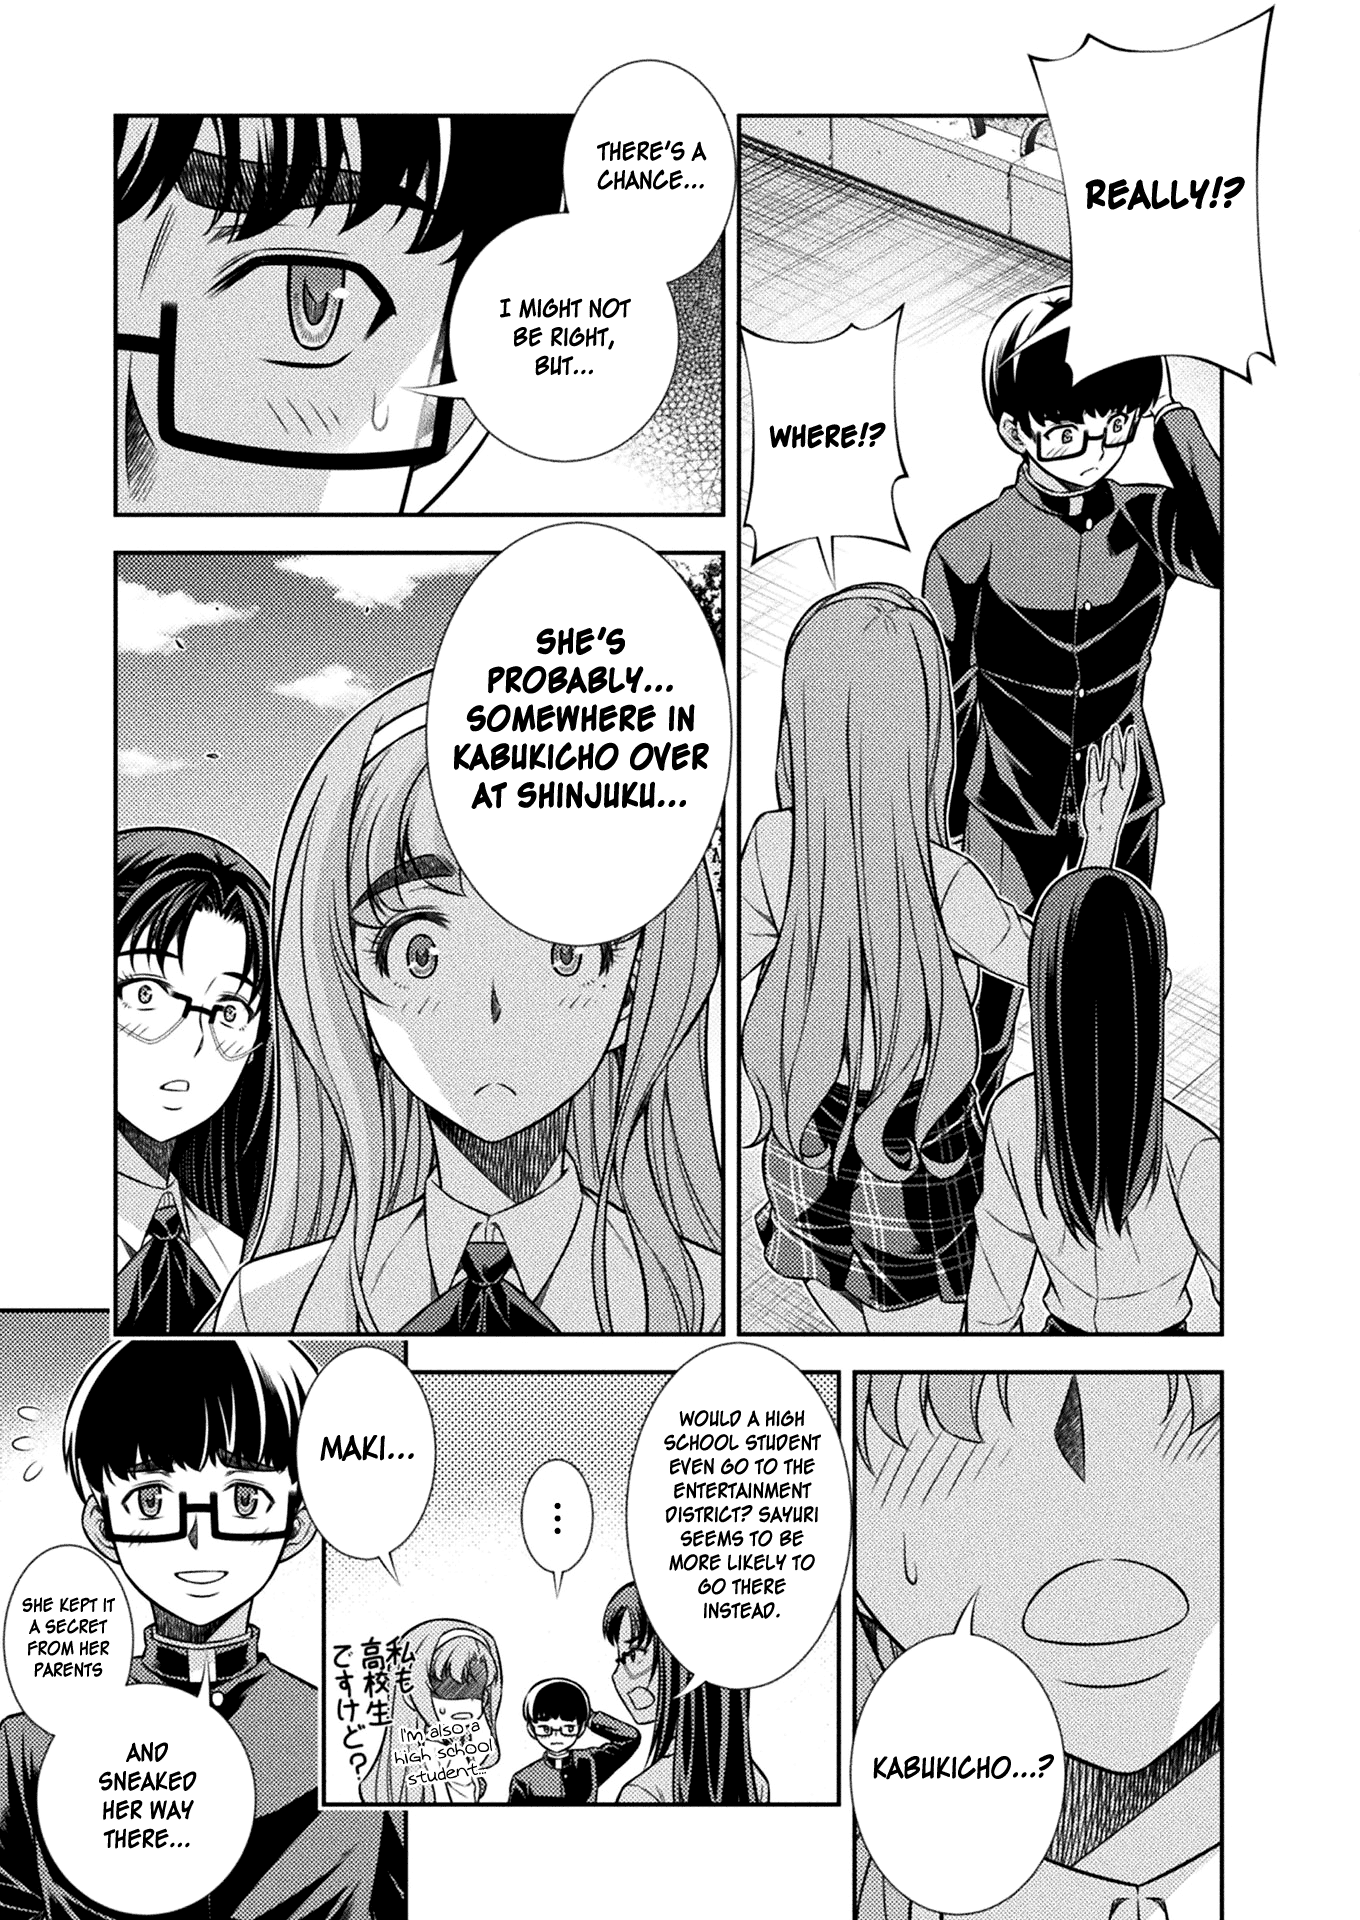 REALLY!?
WHERE!?
THERE'S A
CHANCE...
I MIGHT NOT
BE RIGHT,
BUT...
SHE'S
PROBABLY...
SOMEWHERE IN
KABUKICHO OVER
AT SHINJUKU...
KABUKICHO...?
WOULD A HIGH
SCHOOL STUDENT
EVEN GO TO THE
ENTERTAINMENT
DISTRICT? SAYURI
SEEMS TO BE
MORE LIKELY TO
GO THERE
INSTEAD.
...
MAKI...
私も
高校生
ですけど?
I'm also a
high school
student...
SHE KEPT IT
A SECRET
FROM HER
PARENTS
AND
SNEAKED
HER WAY
THERE...